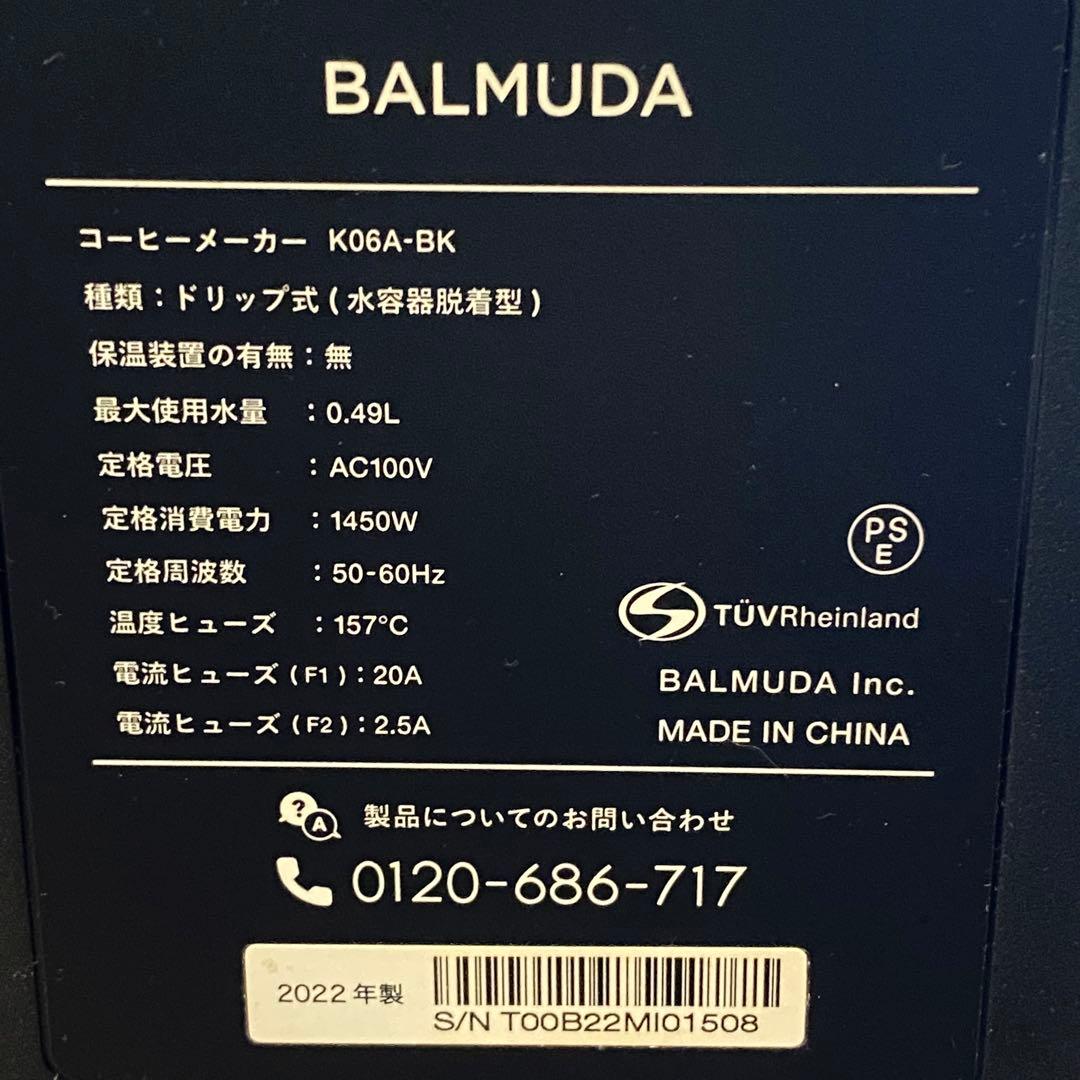 BALMUDA
コーヒーメーカー K06A-BK
種類：ドリップ式 ( 水容器脱着型 )
保温装置の有無：無
最大使用水量 ：0.49L
定格電圧 ：AC100V
定格消費電力 ：1450W
定格周波数 ：50-60Hz
温度ヒューズ ：157°C
電流ヒューズ ( F1 )：20A
電流ヒューズ ( F2 )：2.5A
PS
E
TÜVRheinland
BALMUDA Inc.
MADE IN CHINA
? A 製品についてのお問い合わせ
0120-686-717
2022 年製
S/N T00B22MI01508